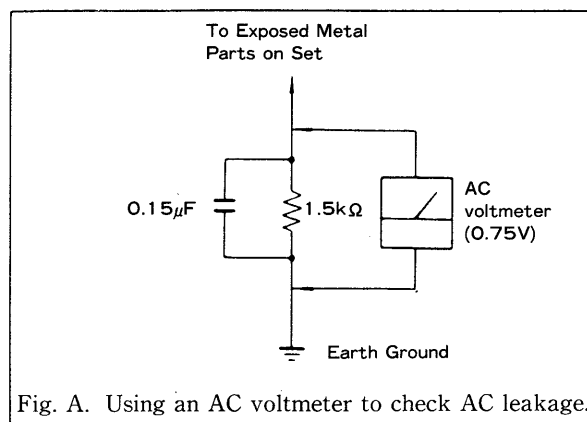 To Exposed Metal
Parts on Set
0.15μF
1.5kΩ
AC
voltmeter
(0.75V)
Earth Ground
Fig. A. Using an AC voltmeter to check AC leakage.